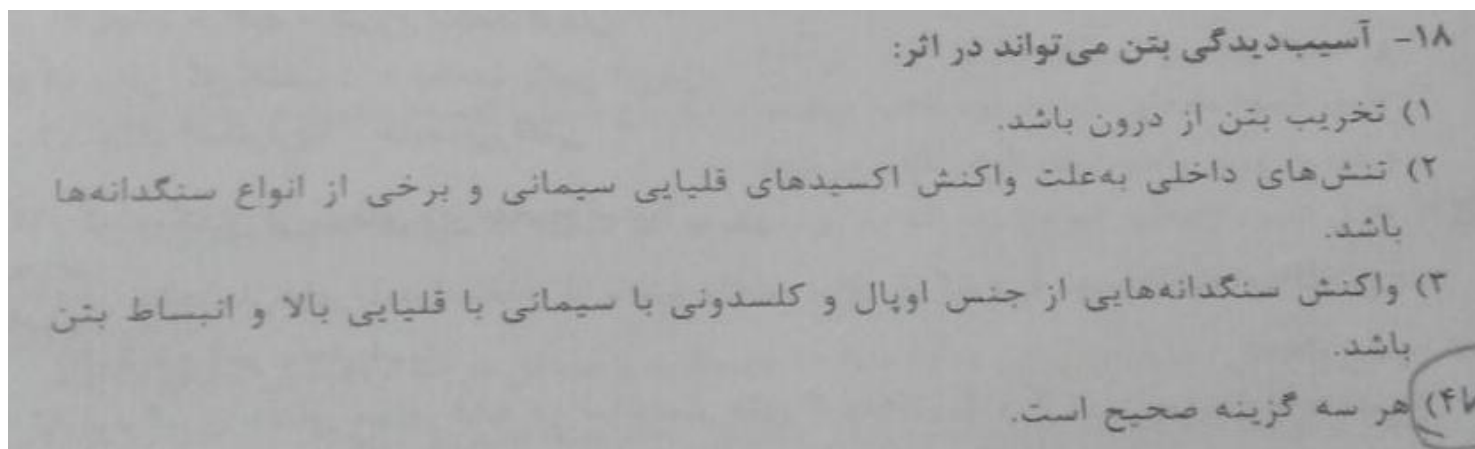 ۱۸- آسیب‌دیدگی بتن می‌تواند در اثر:
۱) تخریب بتن از درون باشد.
۲) تنش‌های داخلی به‌علت واکنش اکسیدهای قلیایی سیمانی و برخی از انواع سنگدانه‌ها
باشد.
۳) واکنش سنگدانه‌هایی از جنس اوپال و کلسدونی با سیمانی با قلیایی بالا و انبساط بتن
باشد.
۴) هر سه گزینه صحیح است.